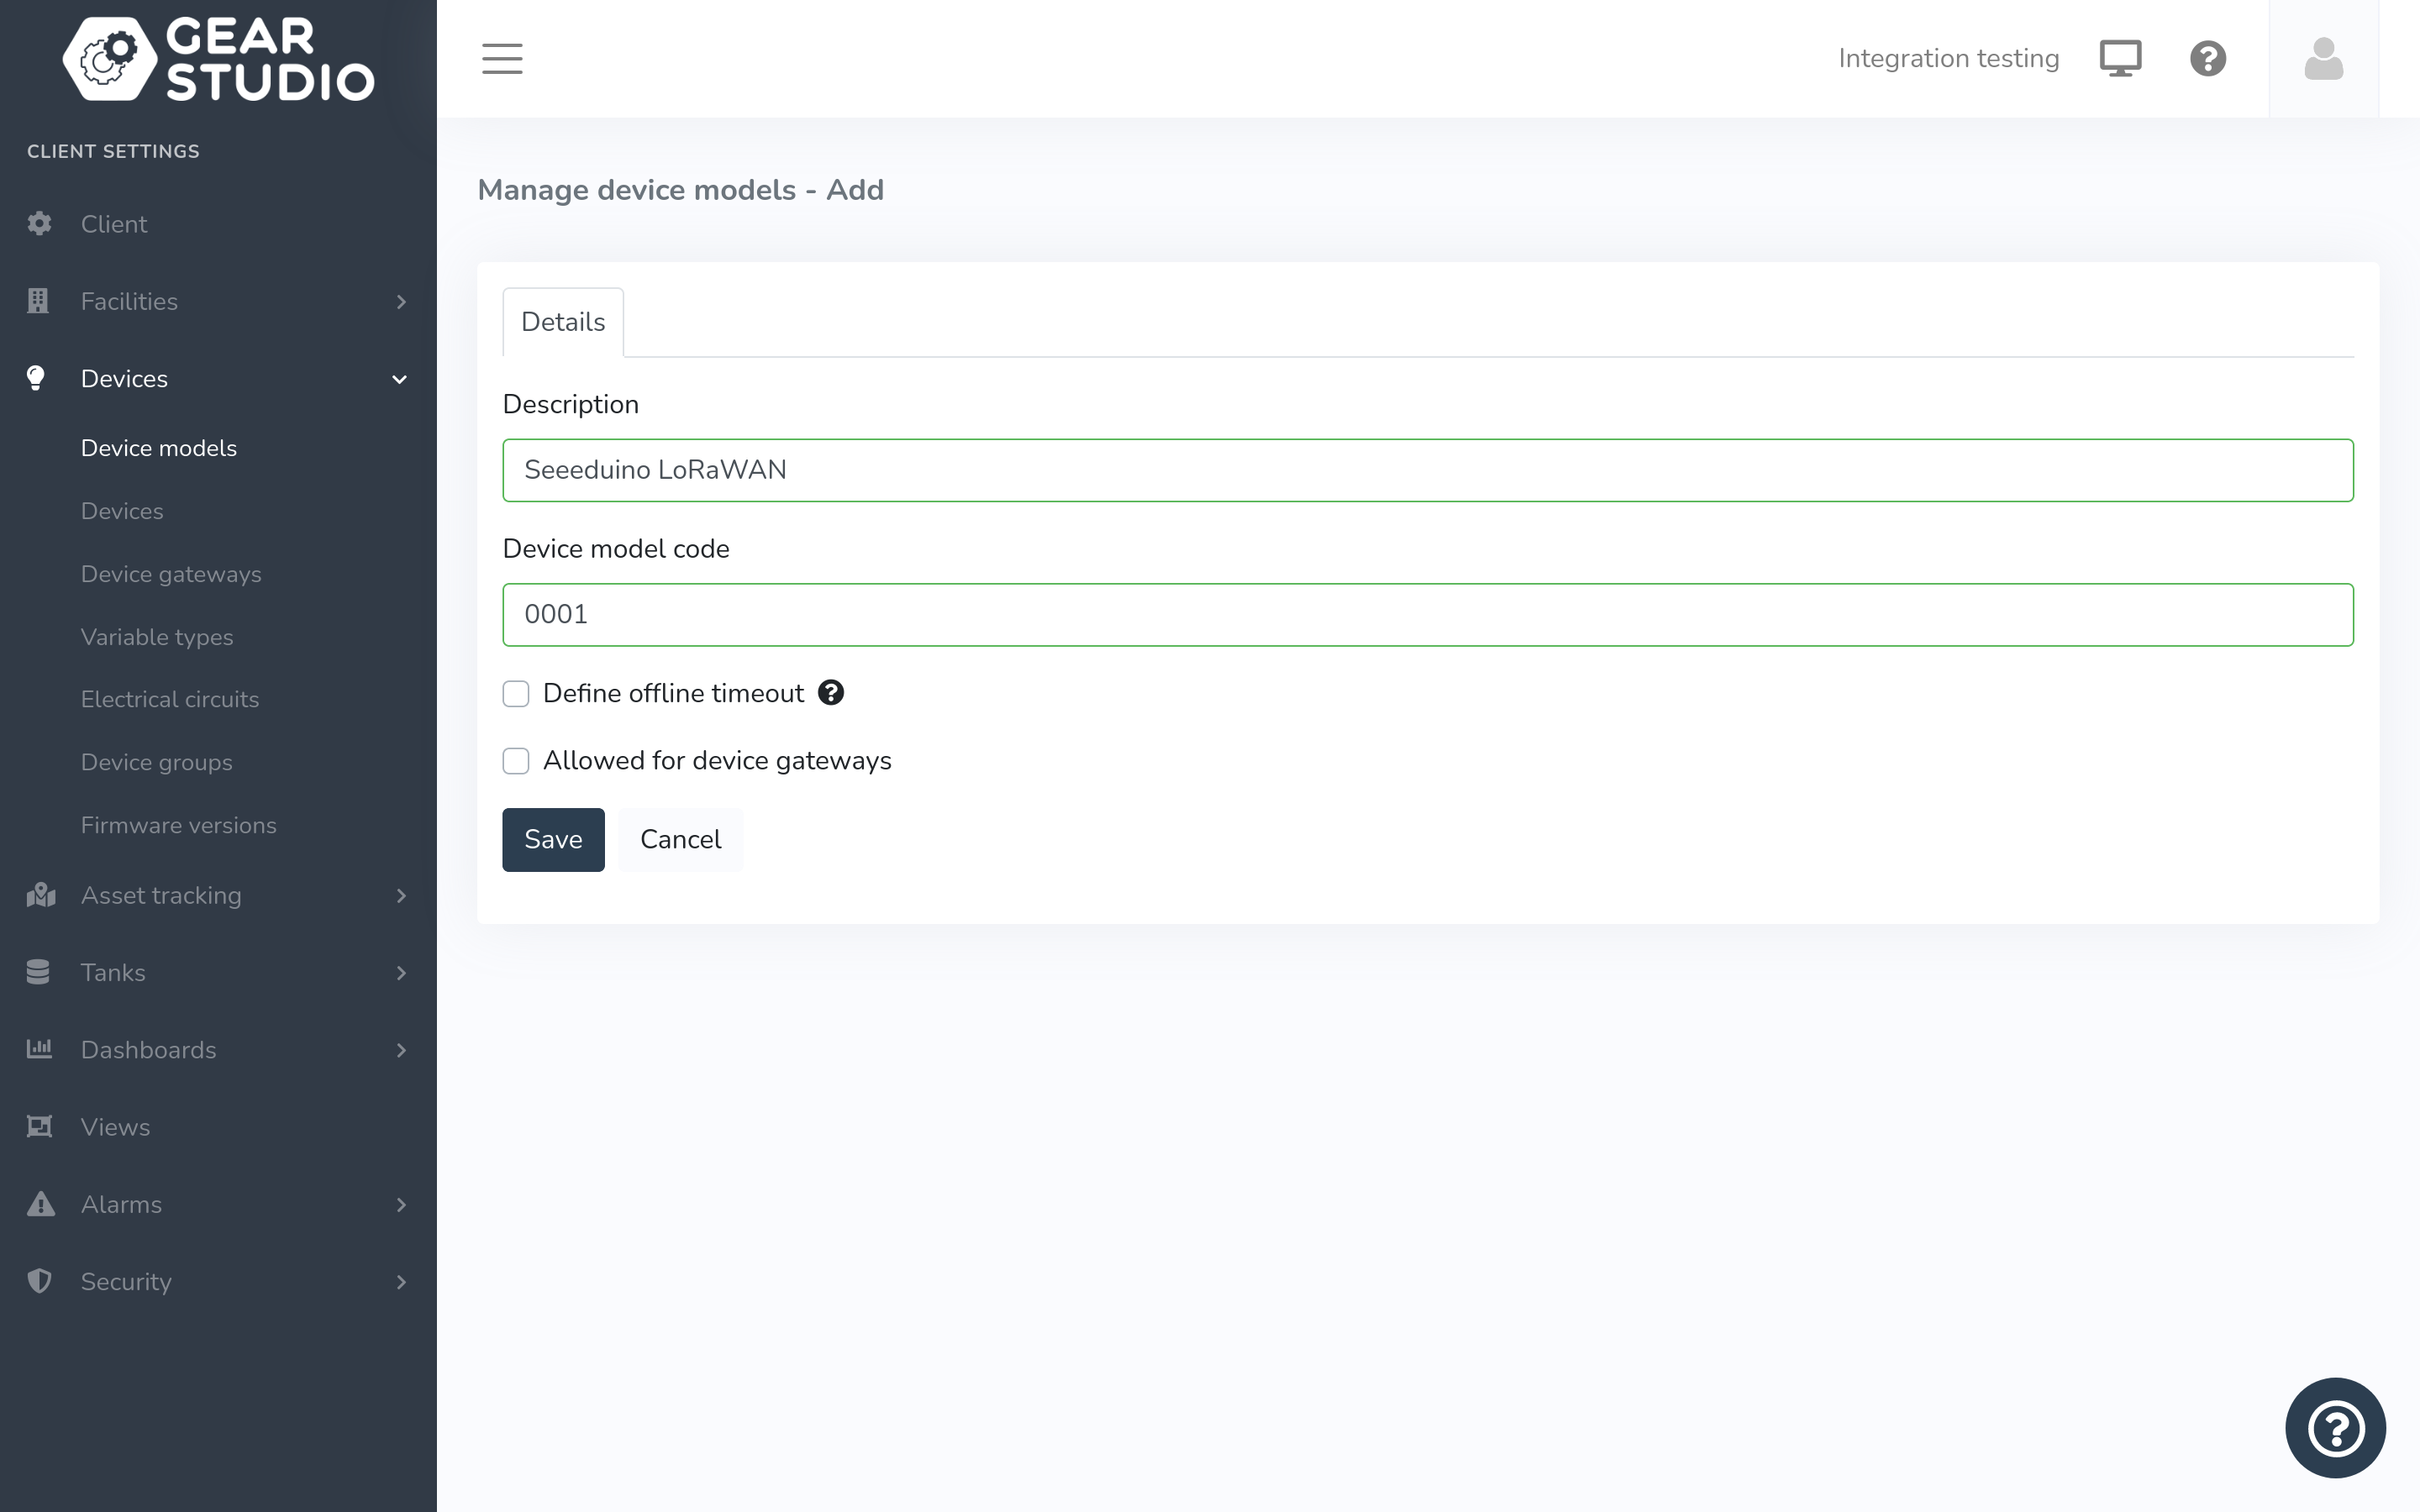 GEAR
STUDIO
CLIENT SETTINGS
Client
Facilities
Devices
Device models
Devices
Device gateways
Variable types
Electrical circuits
Device groups
Firmware versions
Asset tracking
Tanks
Dashboards
Views
Alarms
Security
Integration testing
Manage device models - Add
Details
Description
Seeeduino LoRaWAN
Device model code
0001
Define offline timeout
Allowed for device gateways
Save Cancel